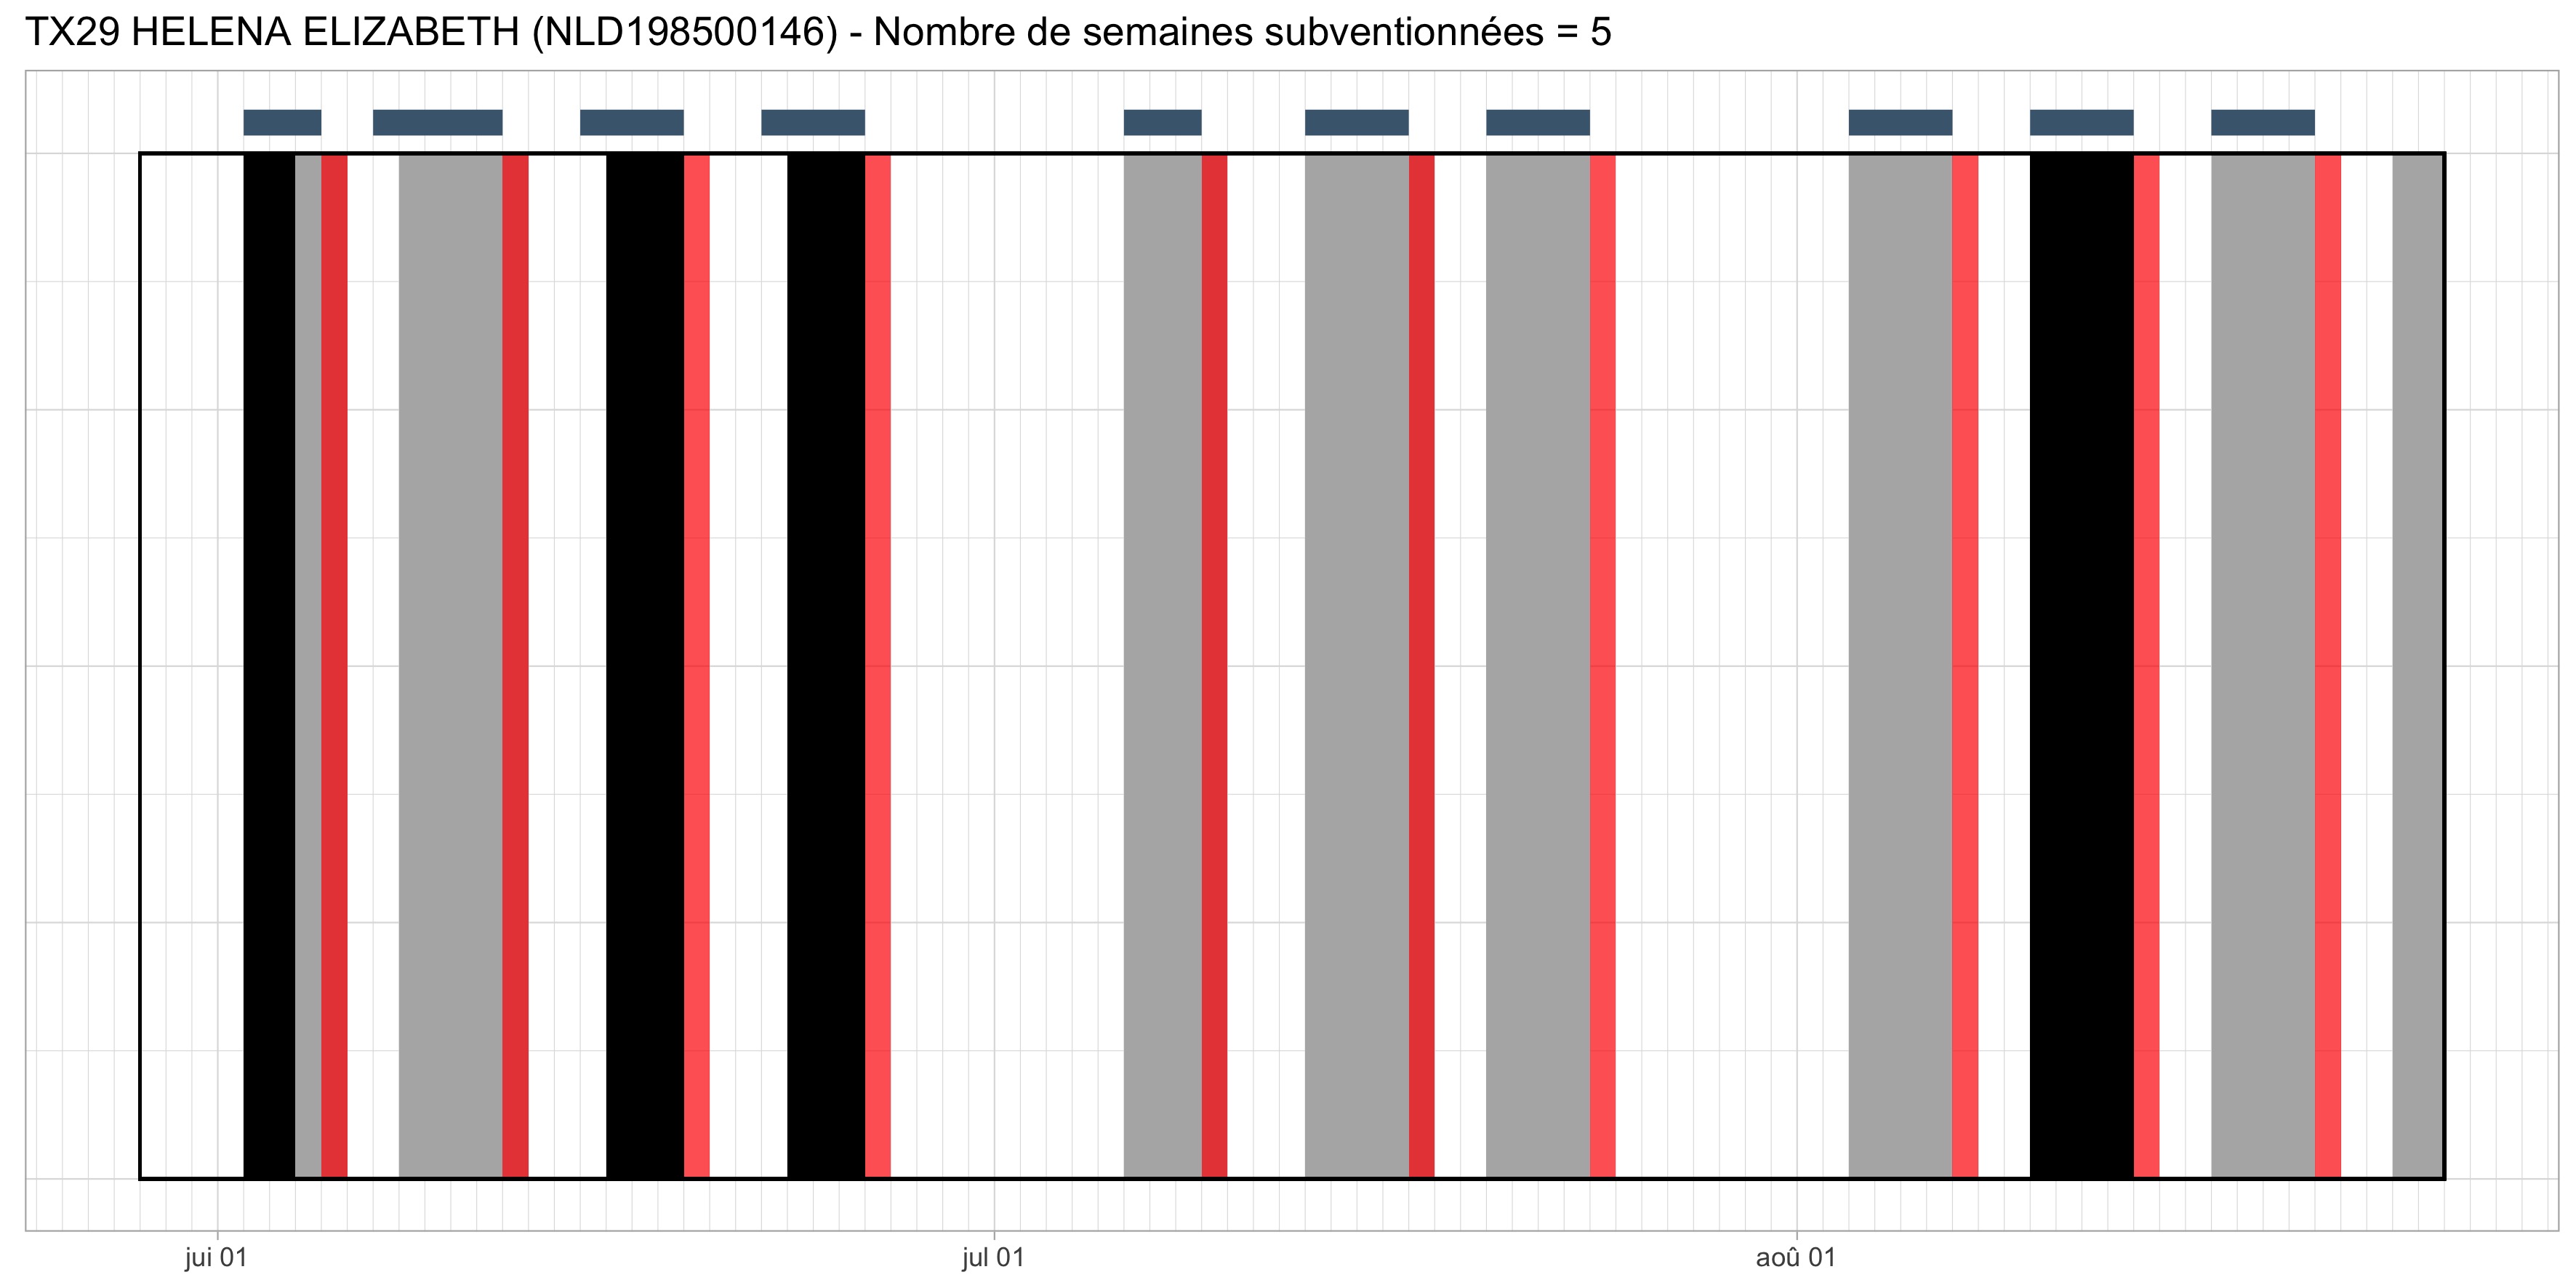 TX29 HELENA ELIZABETH (NLD198500146) - Nombre de semaines subventionnées = 5
jui 01
jul 01
aoû 01